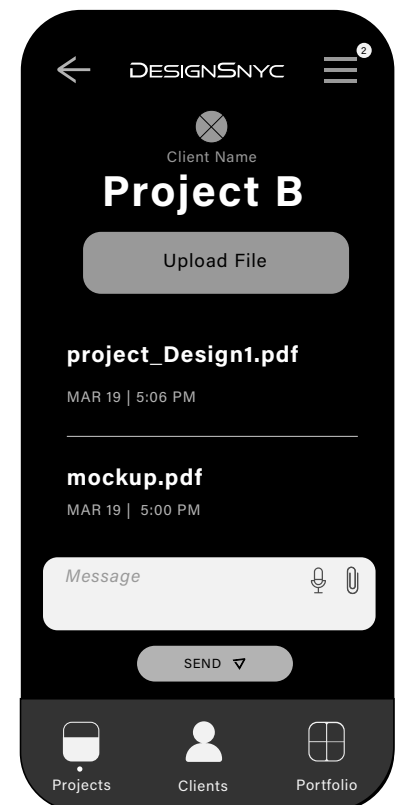 DesignSnyc
2
Client Name
Project B
Upload File
project_Design1.pdf
MAR 19 | 5:06 PM
mockup.pdf
MAR 19 | 5:00 PM
Message
SEND
Projects Clients Portfolio